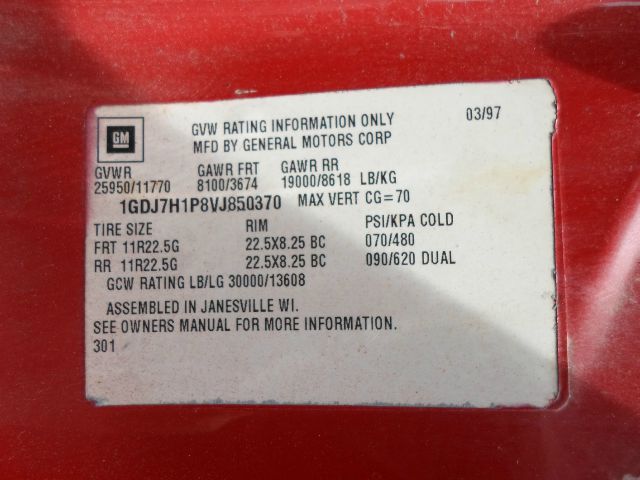 GM GVW RATING INFORMATION ONLY 03/97
MFD BY GENERAL MOTORS CORP
GVWR GAWR FRT GAWR RR
25950/11770 8100/3674 19000/8618 LB/KG
1GDJ7H1P8VJ850370 MAX VERT CG=70
TIRE SIZE RIM PSI/KPA COLD
FRT 11R22.5G 22.5X8.25 BC 070/480
RR 11R22.5G 22.5X8.25 BC 090/620 DUAL
GCW RATING LB/LG 30000/13608
ASSEMBLED IN JANESVILLE WI.
SEE OWNERS MANUAL FOR MORE INFORMATION.
301